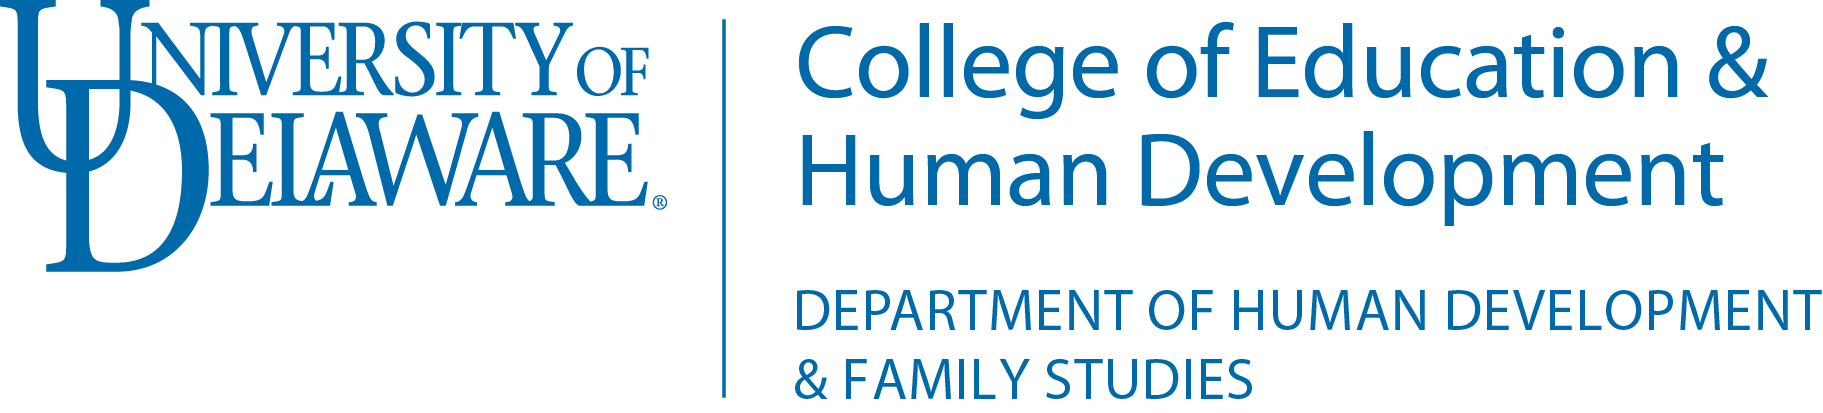 UNIVERSITY OF
DELAWARE®
College of Education &
Human Development
DEPARTMENT OF HUMAN DEVELOPMENT
& FAMILY STUDIES